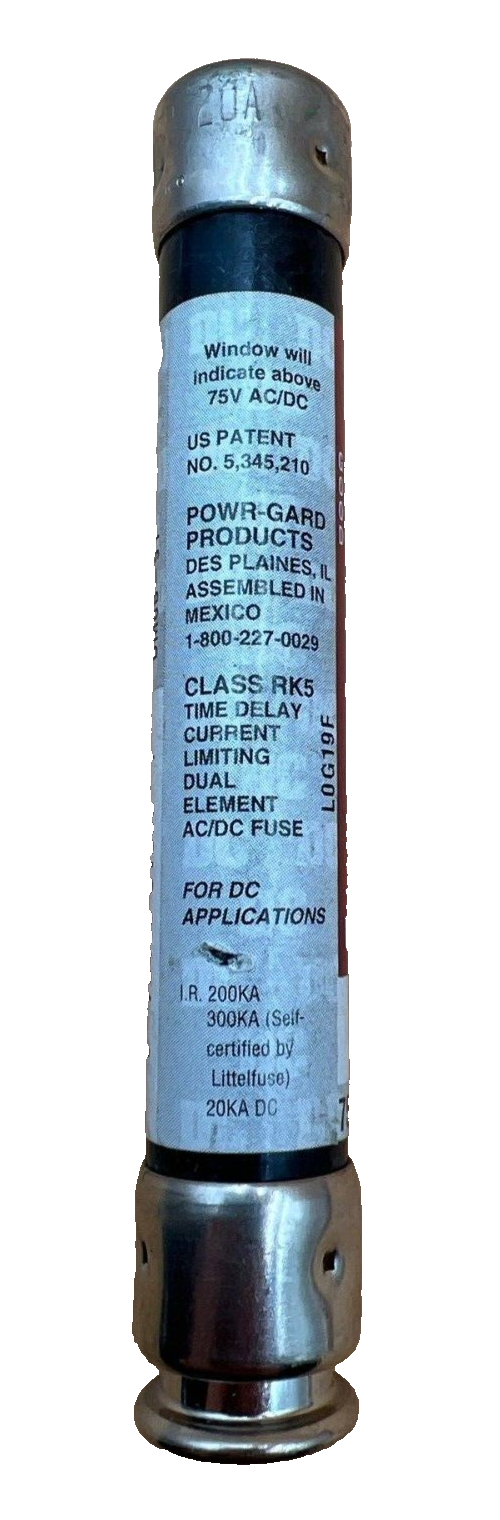 20A
Window will
indicate above
75V AC/DC
US PATENT
NO. 5,345,210
POWR-GARD
PRODUCTS
DES PLAINES, IL
ASSEMBLED IN
MEXICO
1-800-227-0029
CLASS RK5
TIME DELAY
CURRENT
LIMITING
DUAL
ELEMENT
AC/DC FUSE
L0G19F
FOR DC
APPLICATIONS
I.R. 200KA
300KA (Self-
certified by
Littelfuse)
20KA DC